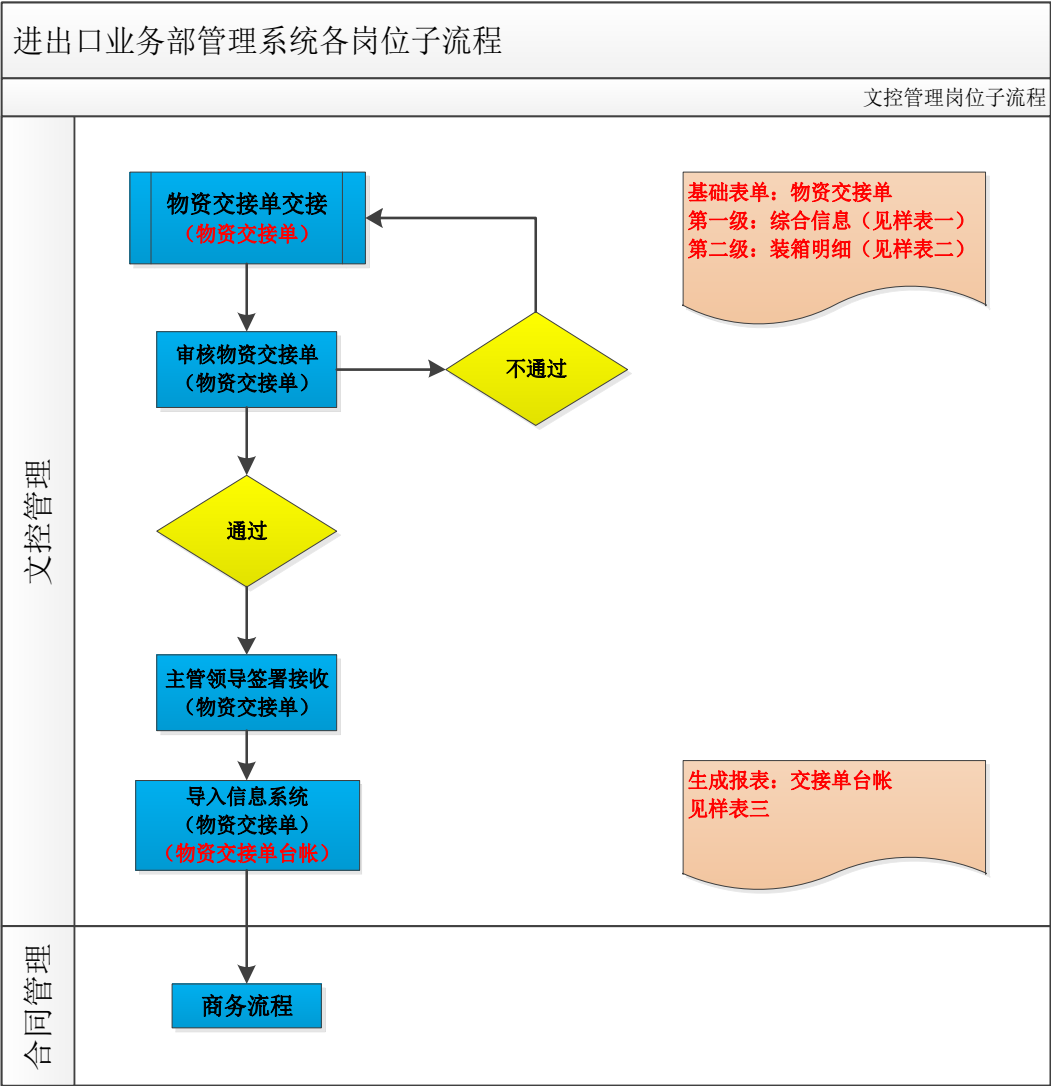 进出口业务部管理系统各岗位子流程
文控管理岗位子流程
文控管理
物资交接单交接
（物资交接单）
基础表单：物资交接单
第一级：综合信息（见样表一）
第二级：装箱明细（见样表二）
审核物资交接单
（物资交接单）
不通过
通过
主管领导签署接收
（物资交接单）
导入信息系统
（物资交接单）
（物资交接单台帐）
生成报表：交接单台帐
见样表三
合同管理
商务流程